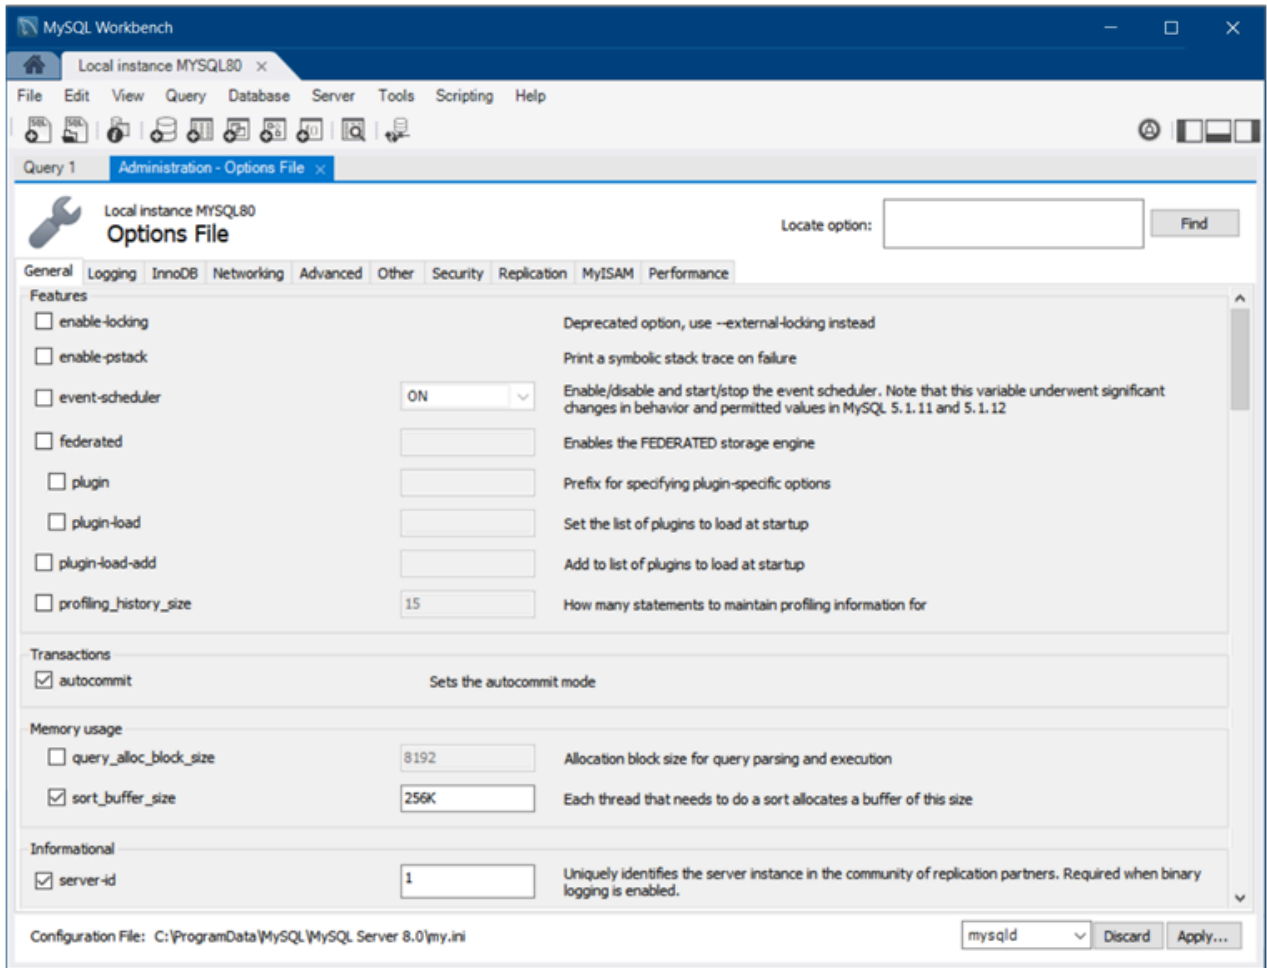 MySQL Workbench
Local instance MYSQL80
File Edit View Query Database Server Tools Scripting Help
Query 1 Administration - Options File
Local instance MYSQL80
Options File
Locate option: Find
General Logging InnoDB Networking Advanced Other Security Replication MyISAM Performance
Features
enable-locking Deprecated option, use --external-locking instead
enable-pstack Print a symbolic stack trace on failure
event-scheduler ON Enable/disable and start/stop the event scheduler. Note that this variable underwent significant
changes in behavior and permitted values in MySQL 5.1.11 and 5.1.12
federated Enables the FEDERATED storage engine
plugin Prefix for specifying plugin-specific options
plugin-load Set the list of plugins to load at startup
plugin-load-add Add to list of plugins to load at startup
profiling_history_size 15 How many statements to maintain profiling information for
Transactions
autocommit Sets the autocommit mode
Memory usage
query_alloc_block_size 8192 Allocation block size for query parsing and execution
sort_buffer_size 256K Each thread that needs to do a sort allocates a buffer of this size
Informational
server-id 1 Uniquely identifies the server instance in the community of replication partners. Required when binary
logging is enabled.
Configuration File: C:\ProgramData\MySQL\MySQL Server 8.0\my.ini mysqld Discard Apply...